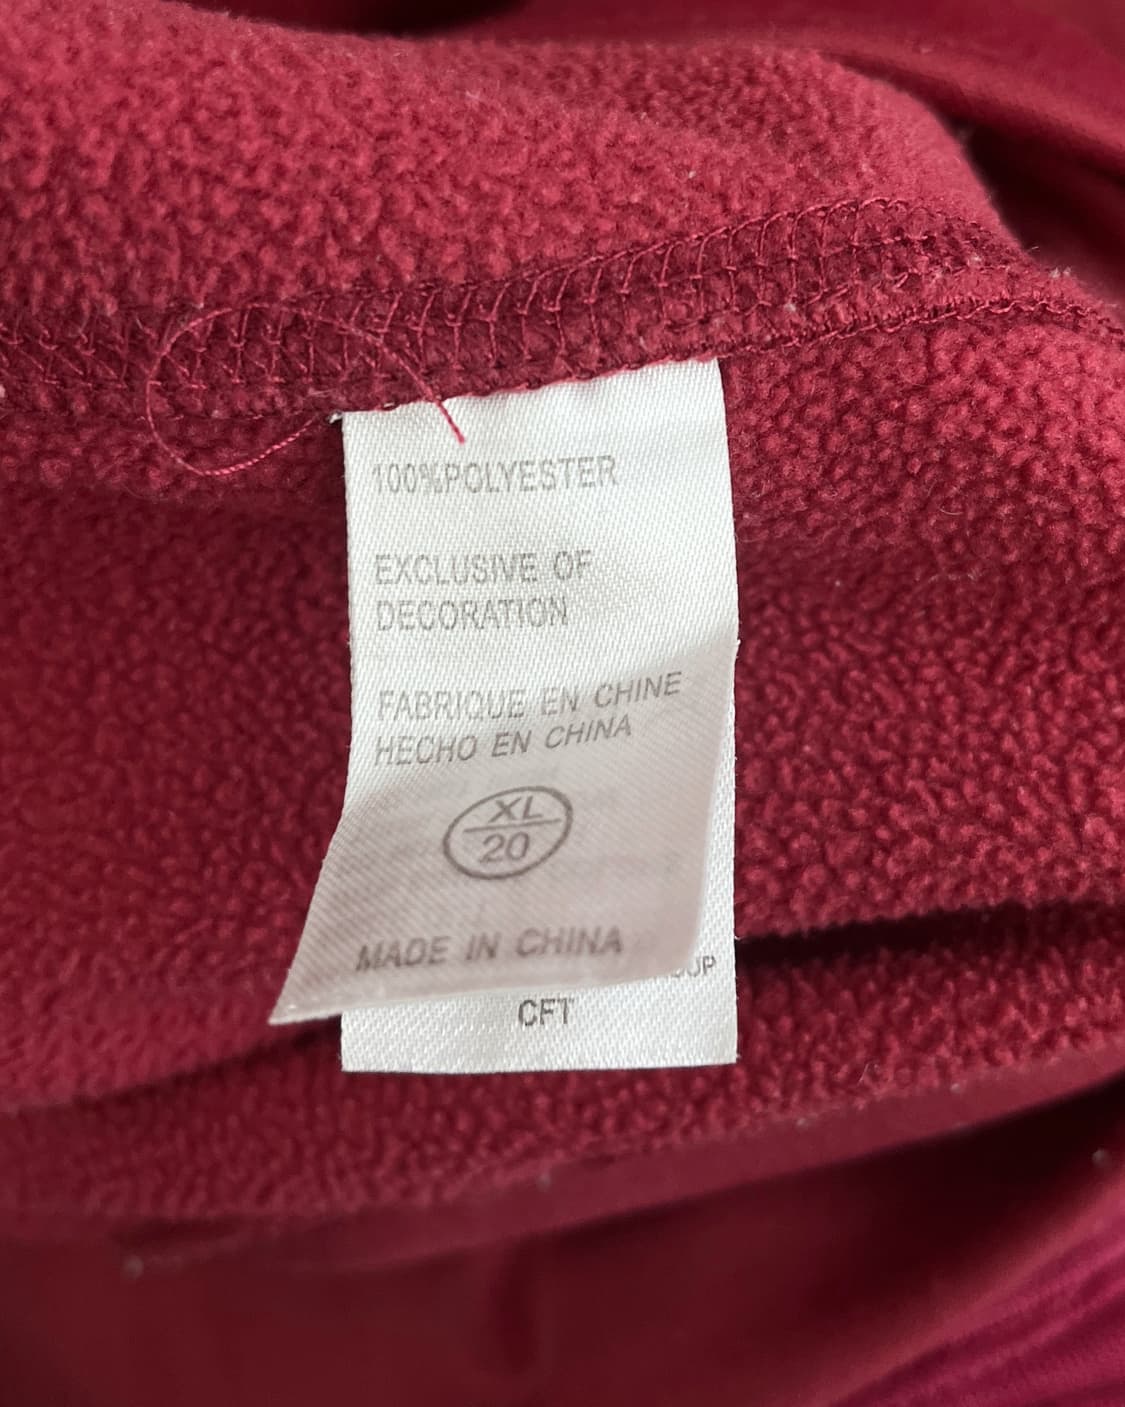 100%POLYESTER
EXCLUSIVE OF
DECORATION
FABRIQUE EN CHINE
HECHO EN CHINA
XL
20
MADE IN CHINA
CFT